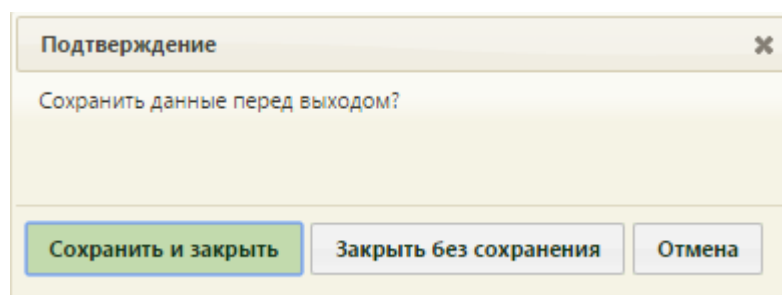 Подтверждение
Сохранить данные перед выходом?
Сохранить и закрыть Закрыть без сохранения Отмена